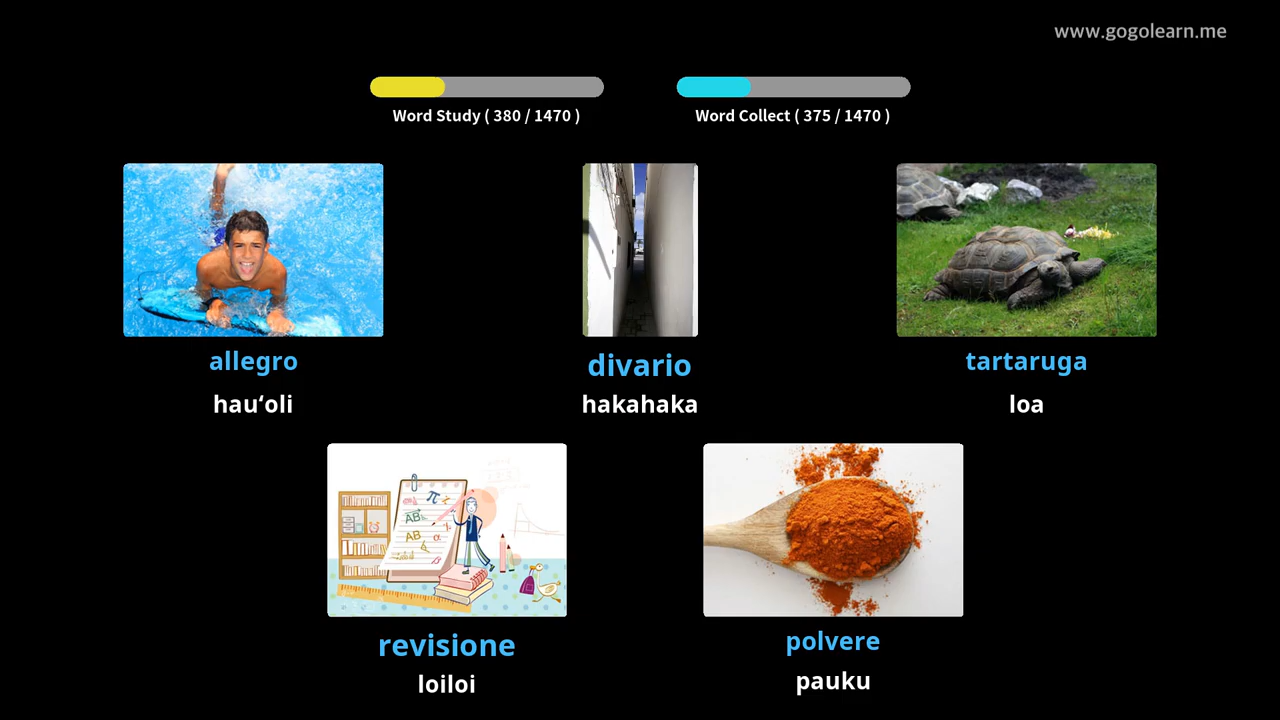 www.gogolearn.me
Word Study ( 380 / 1470 )
Word Collect ( 375 / 1470 )
allegro
divario
tartaruga
hauʻoli
hakahaka
loa
revisione
polvere
loiloi
pauku